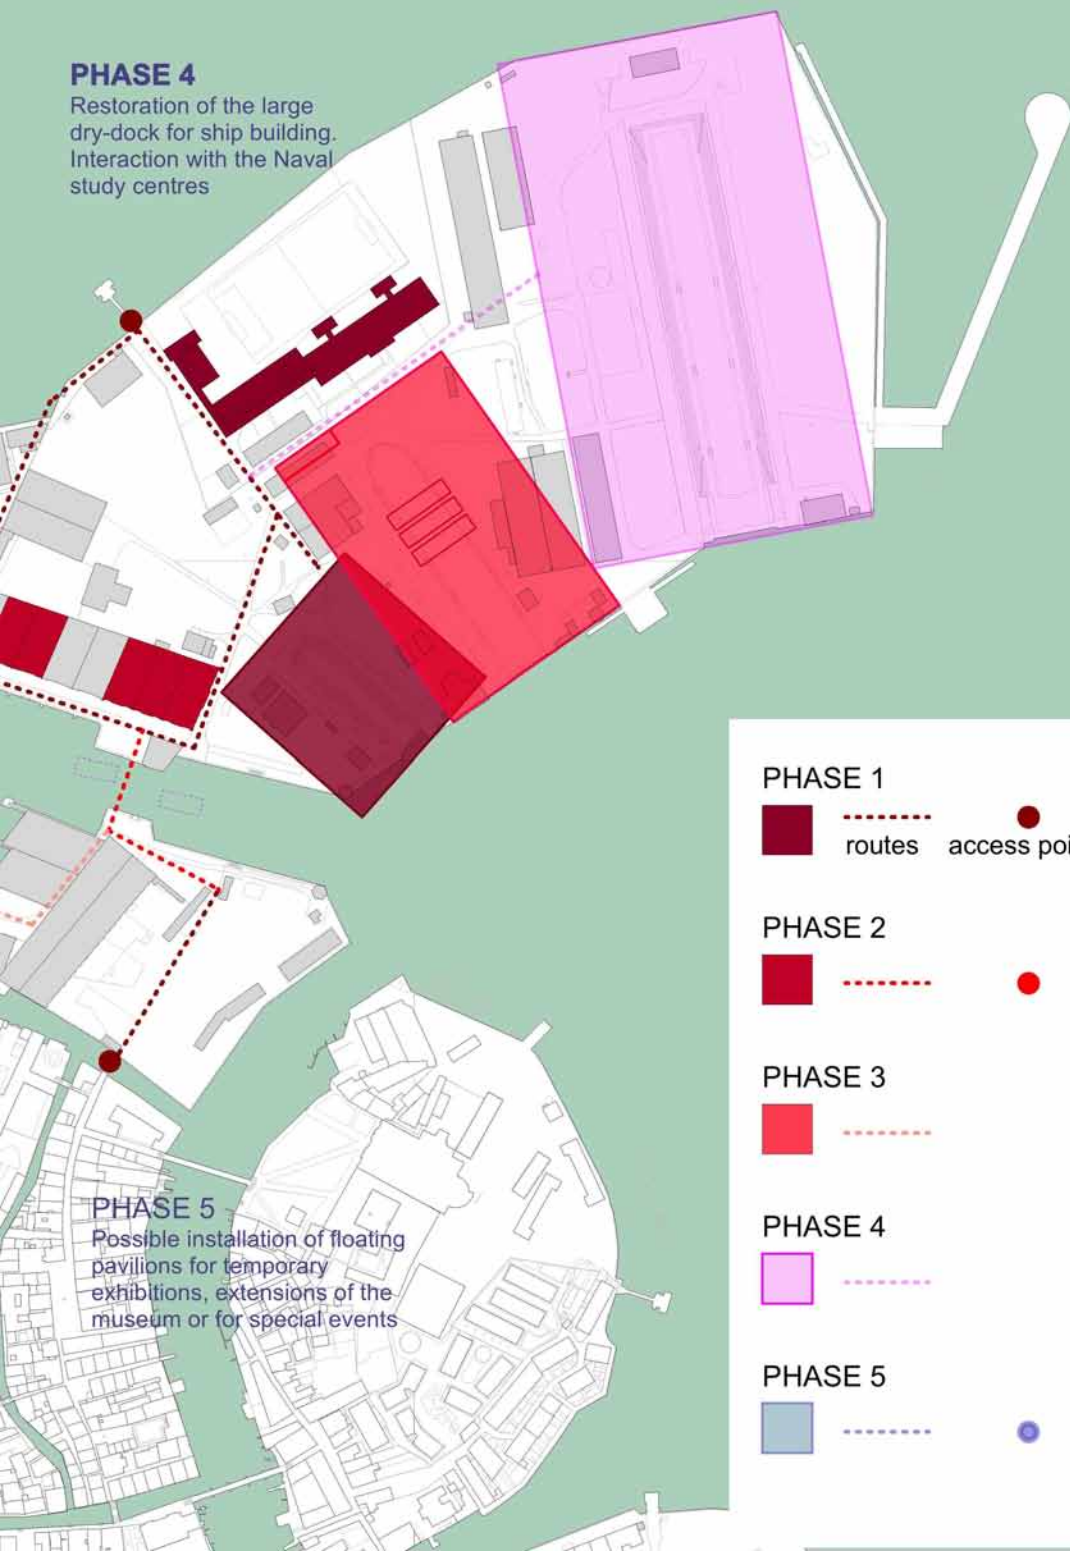 PHASE 4
Restoration of the large
dry-dock for ship building.
Interaction with the Naval
study centres
PHASE 5
Possible installation of floating
pavilions for temporary
exhibitions, extensions of the
museum or for special events
PHASE 1
routes access poi
PHASE 2
PHASE 3
PHASE 4
PHASE 5